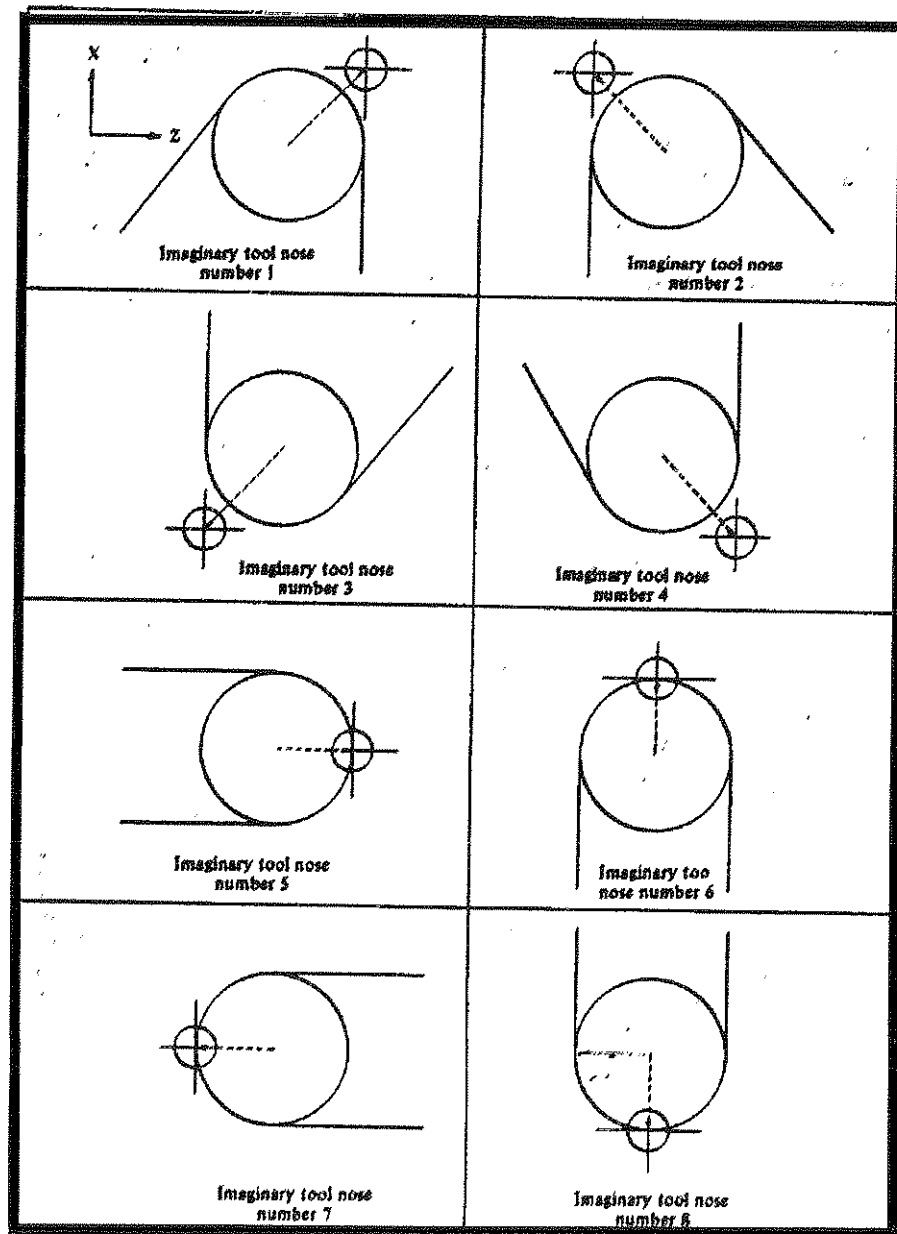 X
Z
Imaginary tool nose
number 1
Imaginary tool nose
number 2
Imaginary tool nose
number 3
Imaginary tool nose
number 4
Imaginary tool nose
number 5
Imaginary too
nose number 6
Imaginary tool nose
number 7
Imaginary tool nose
number 8